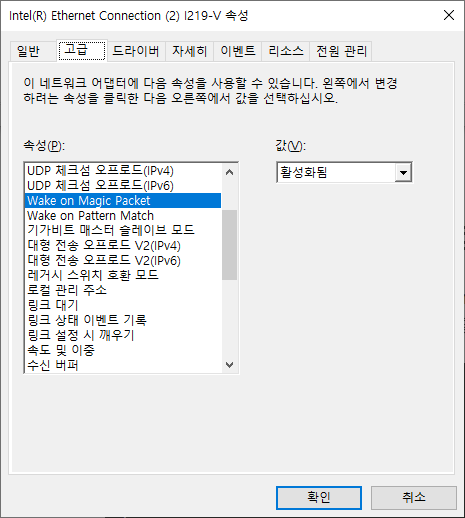 Intel(R) Ethernet Connection (2) I219-V 속성
일반 고급 드라이버 자세히 이벤트 리소스 전원 관리
이 네트워크 어댑터에 다음 속성을 사용할 수 있습니다. 왼쪽에서 변경
하려는 속성을 클릭한 다음 오른쪽에서 값을 선택하십시오.
속성(P): 값(V):
UDP 체크섬 오프로드(IPv4) 활성화됨
UDP 체크섬 오프로드(IPv6)
Wake on Magic Packet
Wake on Pattern Match
기가비트 매스터 슬레이브 모드
대형 전송 오프로드 V2(IPv4)
대형 전송 오프로드 V2(IPv6)
레거시 스위치 호환 모드
로컬 관리 주소
링크 대기
링크 상태 이벤트 기록
링크 설정 시 깨우기
속도 및 이중
수신 버퍼
확인 취소